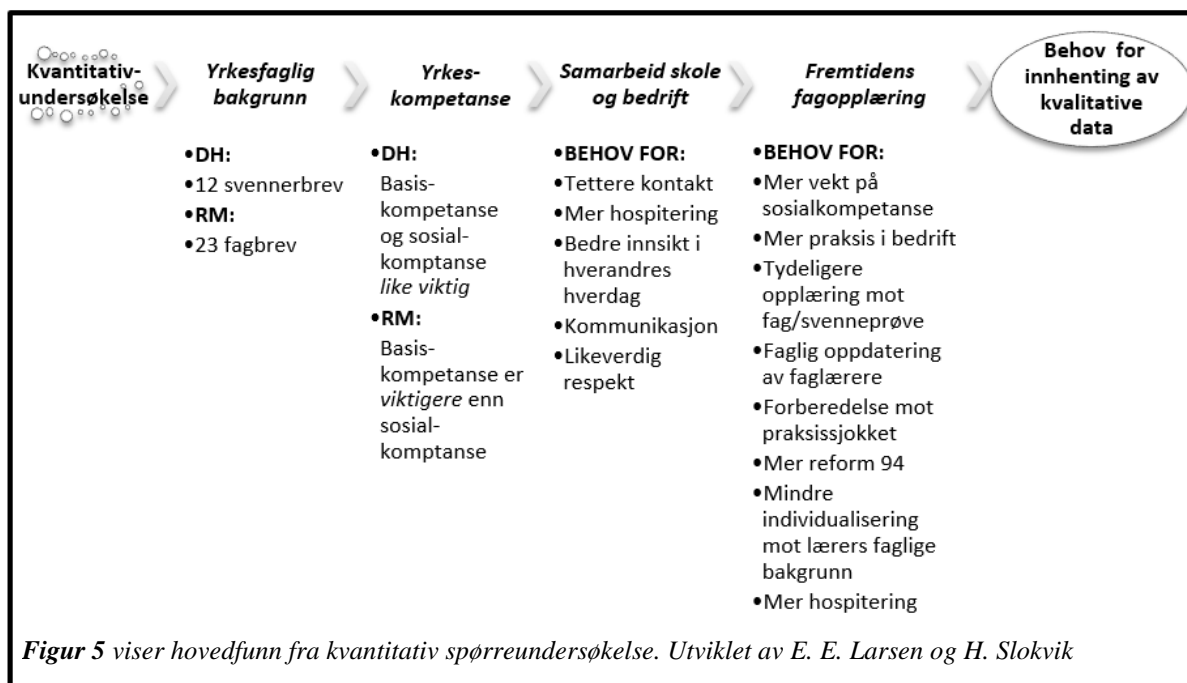 Kvantitativ-
undersøkelse
Yrkesfaglig
bakgrunn
•DH:
•12 svennerbrev
•RM:
•23 fagbrev
Yrkes-
kompetanse
•DH:
Basis-
kompetanse
og sosial-
komptanse
like viktig
•RM:
Basis-
kompetanse er
viktigere enn
sosial-
komptanse
Samarbeid skole
og bedrift
•BEHOV FOR:
•Tettere kontakt
•Mer hospitering
•Bedre innsikt i
hverandres
hverdag
•Kommunikasjon
•Likeverdig
respekt
Fremtidens
fagopplæring
•BEHOV FOR:
•Mer vekt på
sosialkompetanse
•Mer praksis i bedrift
•Tydeligere
opplæring mot
fag/svenneprøve
•Faglig oppdatering
av faglærere
•Forberedelse mot
praksissjokket
•Mer reform 94
•Mindre
individualisering
mot lærers faglige
bakgrunn
•Mer hospitering
Behov for
innhenting av
kvalitative
data
Figur 5 viser hovedfunn fra kvantitativ spørreundersøkelse. Utviklet av E. E. Larsen og H. Slokvik